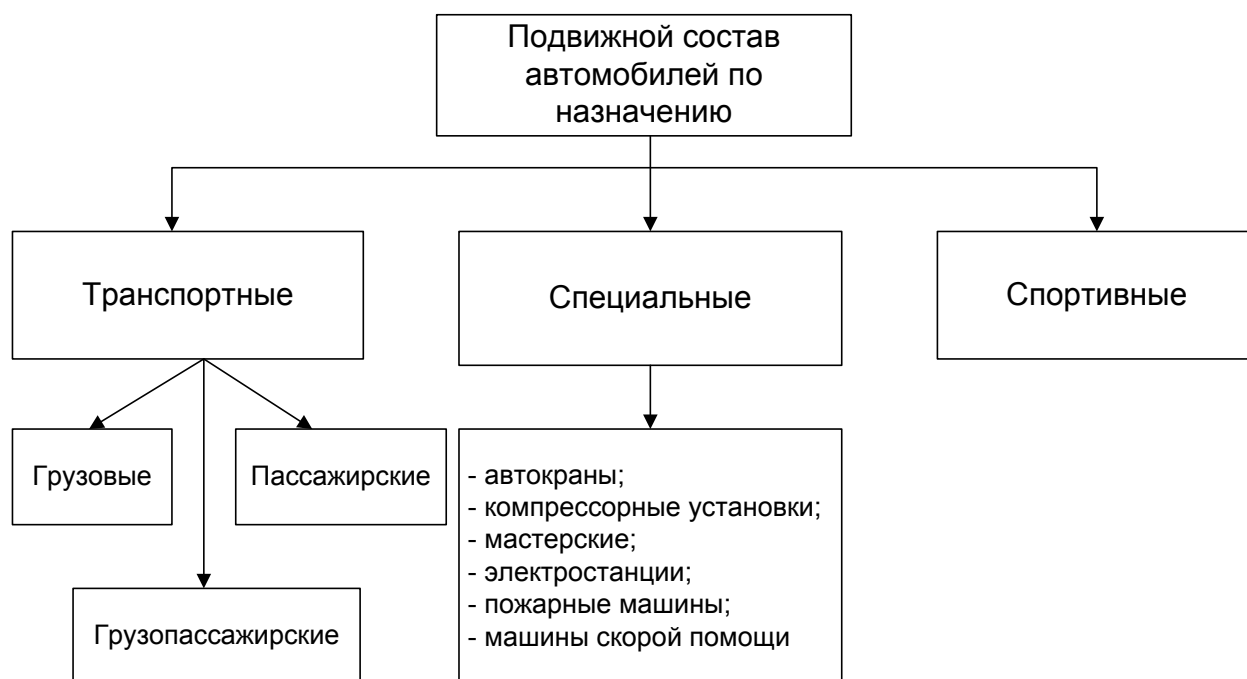 Подвижной состав
автомобилей по
назначению
Транспортные
Специальные
Спортивные
Грузовые
Пассажирские
Грузопассажирские
- автокраны;
- компрессорные установки;
- мастерские;
- электростанции;
- пожарные машины;
- машины скорой помощи